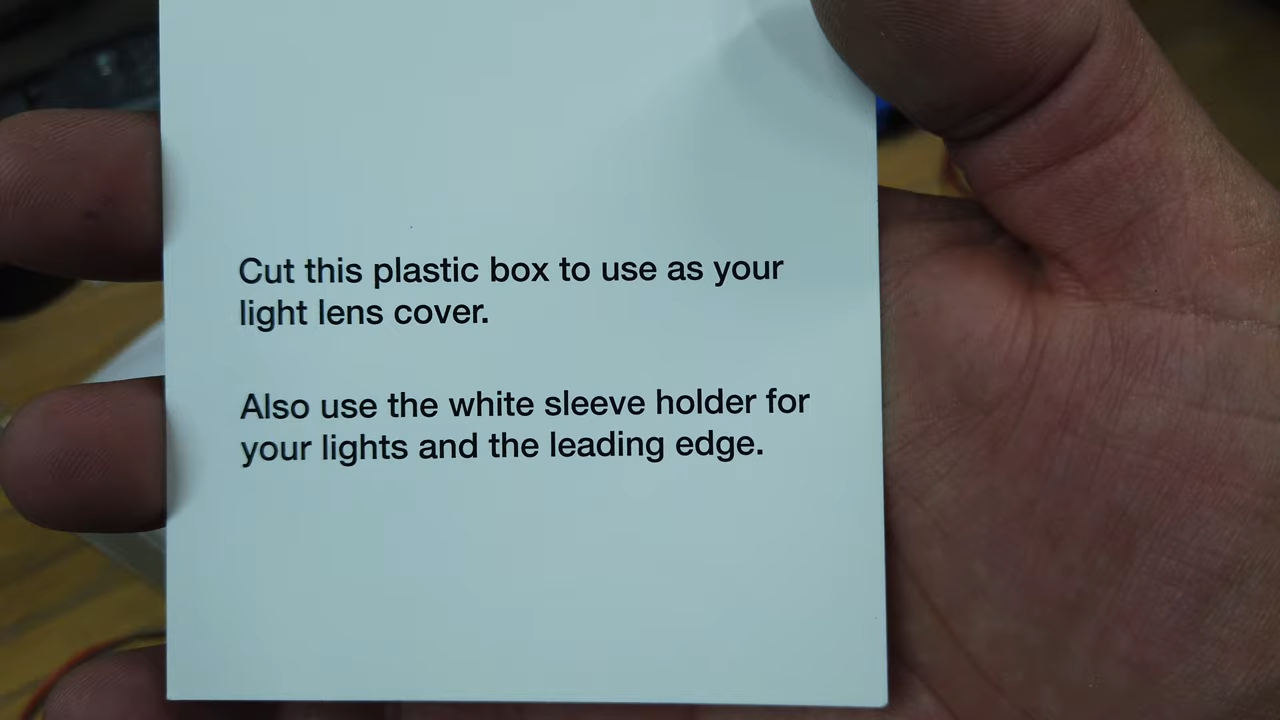 Cut this plastic box to use as your
light lens cover.
Also use the white sleeve holder for
your lights and the leading edge.